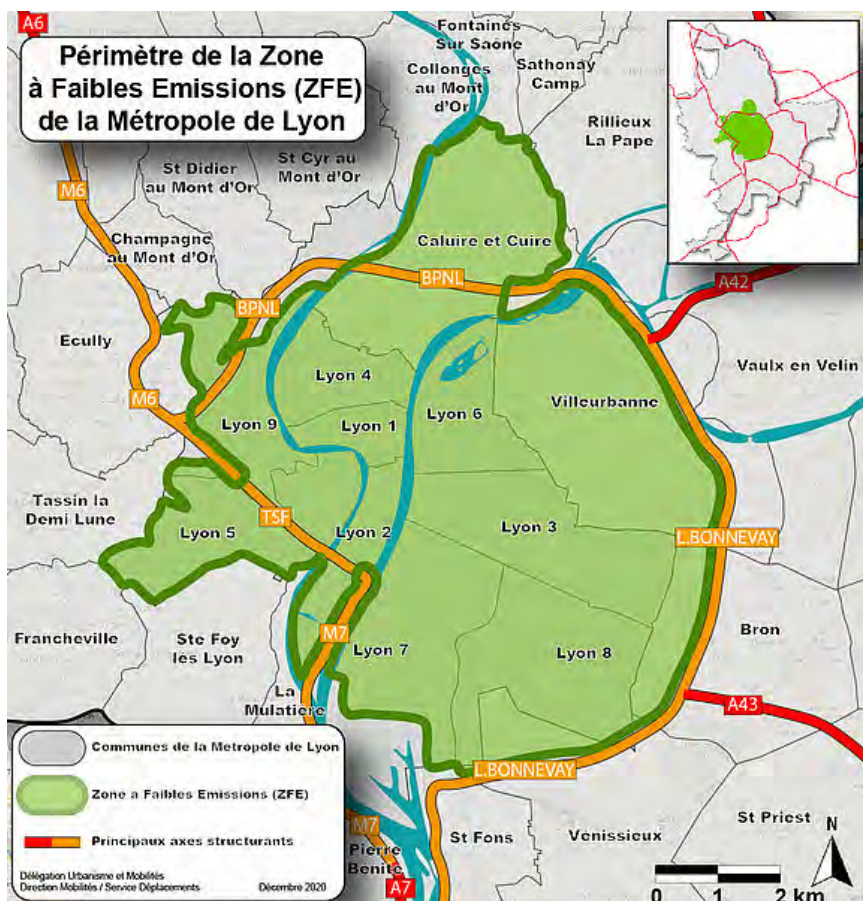 Périmètre de la Zone
à Faibles Emissions (ZFE)
de la Métropole de Lyon
A6
Fontaines
Sur Saône
Collonges
au Mont
d'Or
Sathonay
Camp
Rillieux
La Pape
St Didier
au Mont d'Or
St Cyr au
Mont d'Or
M6
Champagne
au Mont d'Or
Caluire et Cuire
BPNL
BPNL
A42
Ecully
Vaulx en Velin
Lyon 4
M6
Lyon 6
Villeurbanne
Lyon 9
Lyon 1
Tassin la
Demi Lune
TSF
Lyon 5
Lyon 2
Lyon 3
L.BONNEVAY
Francheville
Ste Foy
lès Lyon
M7
Lyon 7
Lyon 8
Bron
La
Mulatière
A43
Communes de la Metropole de Lyon
Zone a Faibles Emissions (ZFE)
Principaux axes structurants
Délégation Urbanisme et Mobilités
Direction Mobilités / Service Déplacements
Décembre 2020
L.BONNEVAY
M7
Pierre
Bénite
A7
St Fons
Venissieux
St Priest
N
0 1 2 km